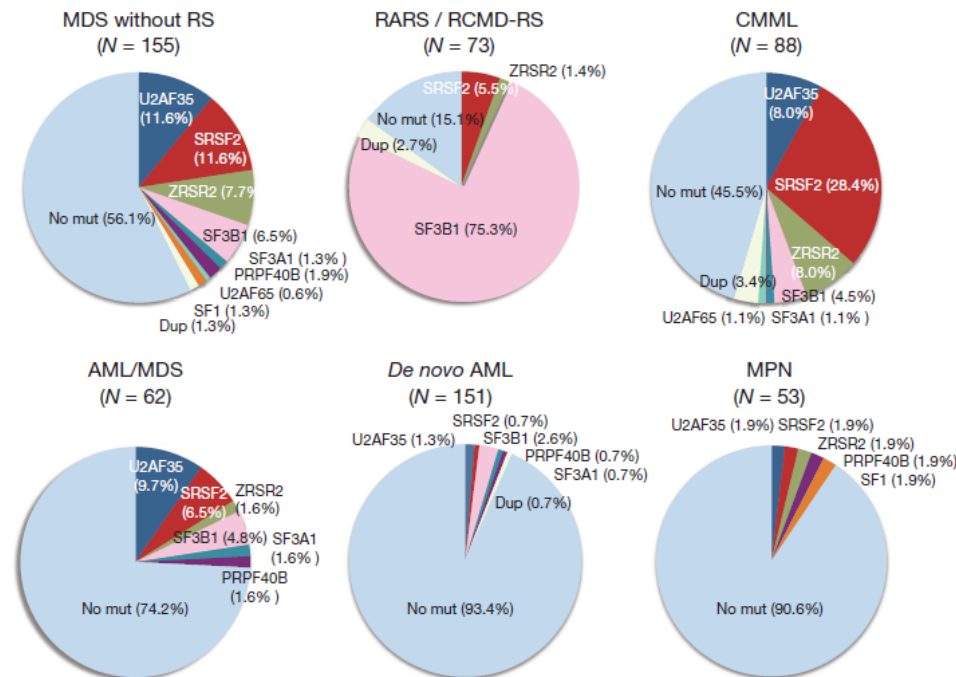 MDS without RS
(N = 155)
U2AF35
(11.6%)
SRSF2
(11.6%)
ZRSR2 (7.7%
No mut (56.1%)
SF3B1 (6.5%)
SF3A1 (1.3% )
PRPF40B (1.9%)
U2AF65 (0.6%)
SF1 (1.3%)
Dup (1.3%)
RARS / RCMD-RS
(N = 73)
ZRSR2 (1.4%)
SRSF2 (5.5%)
No mut (15.1%)
Dup
(2.7%)
SF3B1 (75.3%)
CMML
(N = 88)
U2AF35
(8.0%)
No mut (45.5%)
SRSF2 (28.4%)
ZRSR2
(8.0%)
Dup (3.4%)
SF3B1 (4.5%)
U2AF65 (1.1%) SF3A1 (1.1% )
AML/MDS
(N = 62)
U2AF35
(9.7%)
SRSF2
(6.5%)
ZRSR2
(1.6%)
SF3B1 (4.8%)
SF3A1
(1.6% )
PRPF40B
(1.6% )
No mut (74.2%)
De novo AML
(N = 151)
SRSF2 (0.7%)
U2AF35 (1.3%)
SF3B1 (2.6%)
PRPF40B (0.7%)
SF3A1 (0.7%)
Dup (0.7%)
No mut (93.4%)
MPN
(N = 53)
U2AF35 (1.9%) SRSF2 (1.9%)
ZRSR2 (1.9%)
PRPF40B (1.9%)
SF1 (1.9%)
No mut (90.6%)